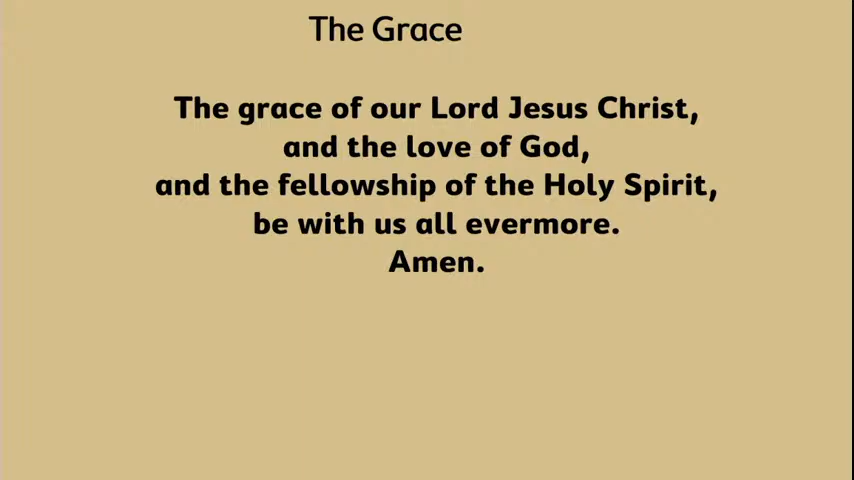 The Grace
The grace of our Lord Jesus Christ,
and the love of God,
and the fellowship of the Holy Spirit,
be with us all evermore.
Amen.